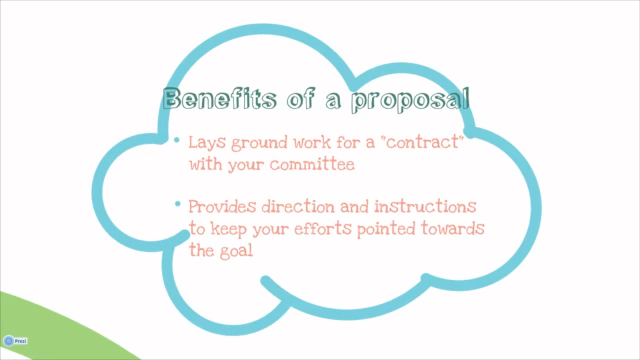 Benefits of a proposal
• Lays ground work for a "contract"
with your committee
• Provides direction and instructions
to keep your efforts pointed towards
the goal
Prezi